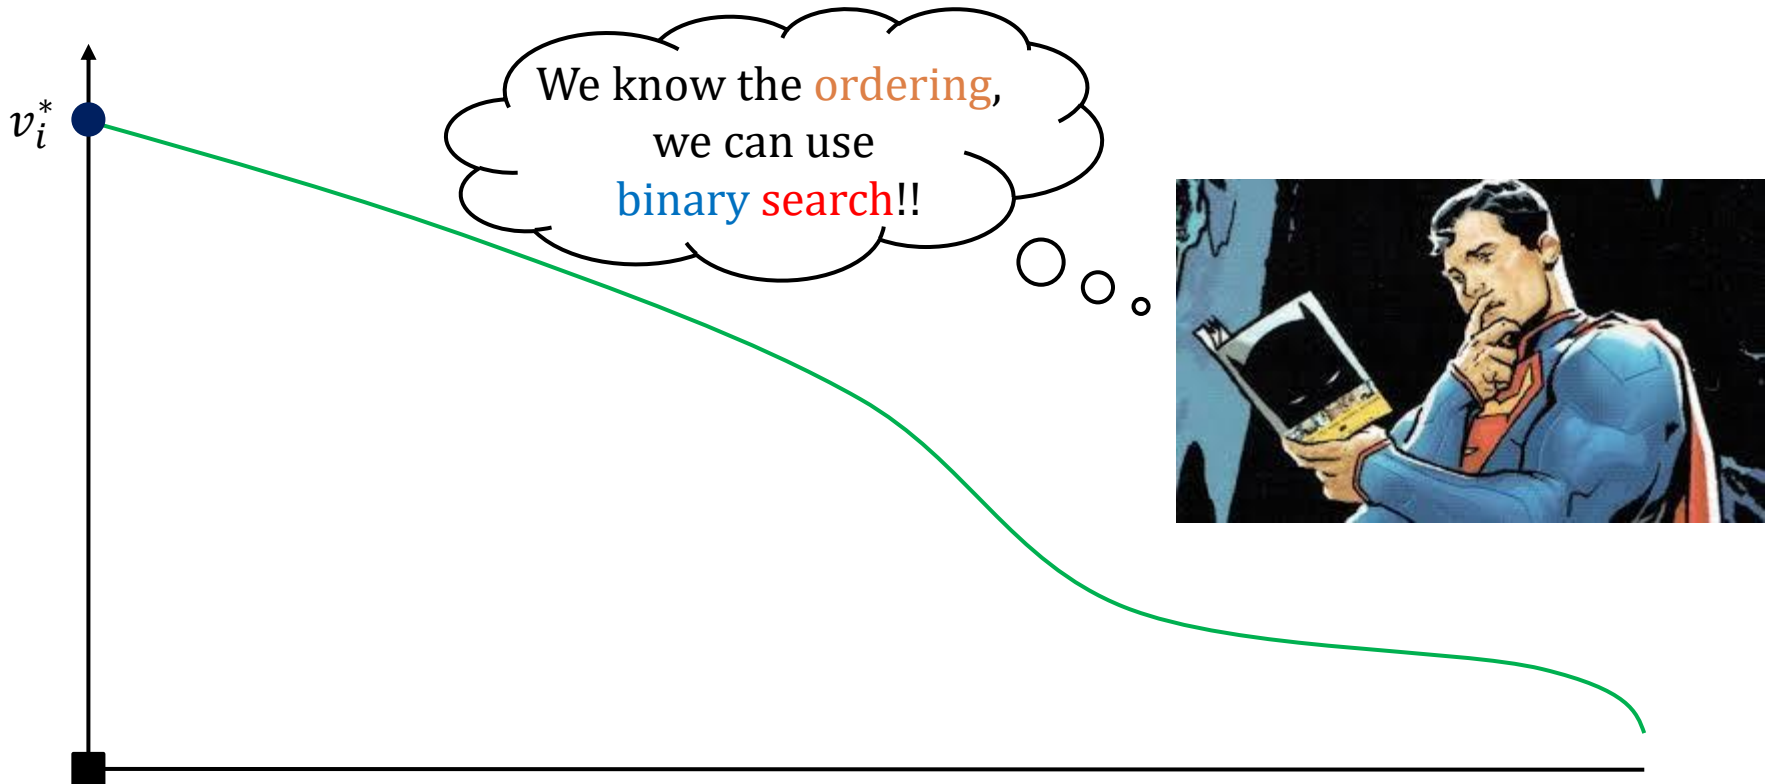 We know the ordering,
we can use
binary search!!
v_i^*